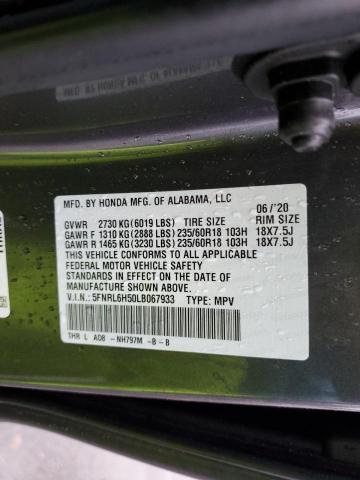 MFD. BY HONDA MFG. OF ALABAMA, LLC 06/'20
GVWR 2730 KG (6019 LBS) TIRE SIZE RIM SIZE
GAWR F 1310 KG (2888 LBS) 235/60R18 103H 18X7.5J
GAWR R 1465 KG (3230 LBS) 235/60R18 103H 18X7.5J
THIS VEHICLE CONFORMS TO ALL APPLICABLE
FEDERAL MOTOR VEHICLE SAFETY AND
THEFT PREVENTION STANDARDS IN EFFECT ON THE DATE OF
MANUFACTURE SHOWN ABOVE.
V.I.N.: 5FNRL6H50LB067933 TYPE: MPV
THR L A08 -NH797M -B-B